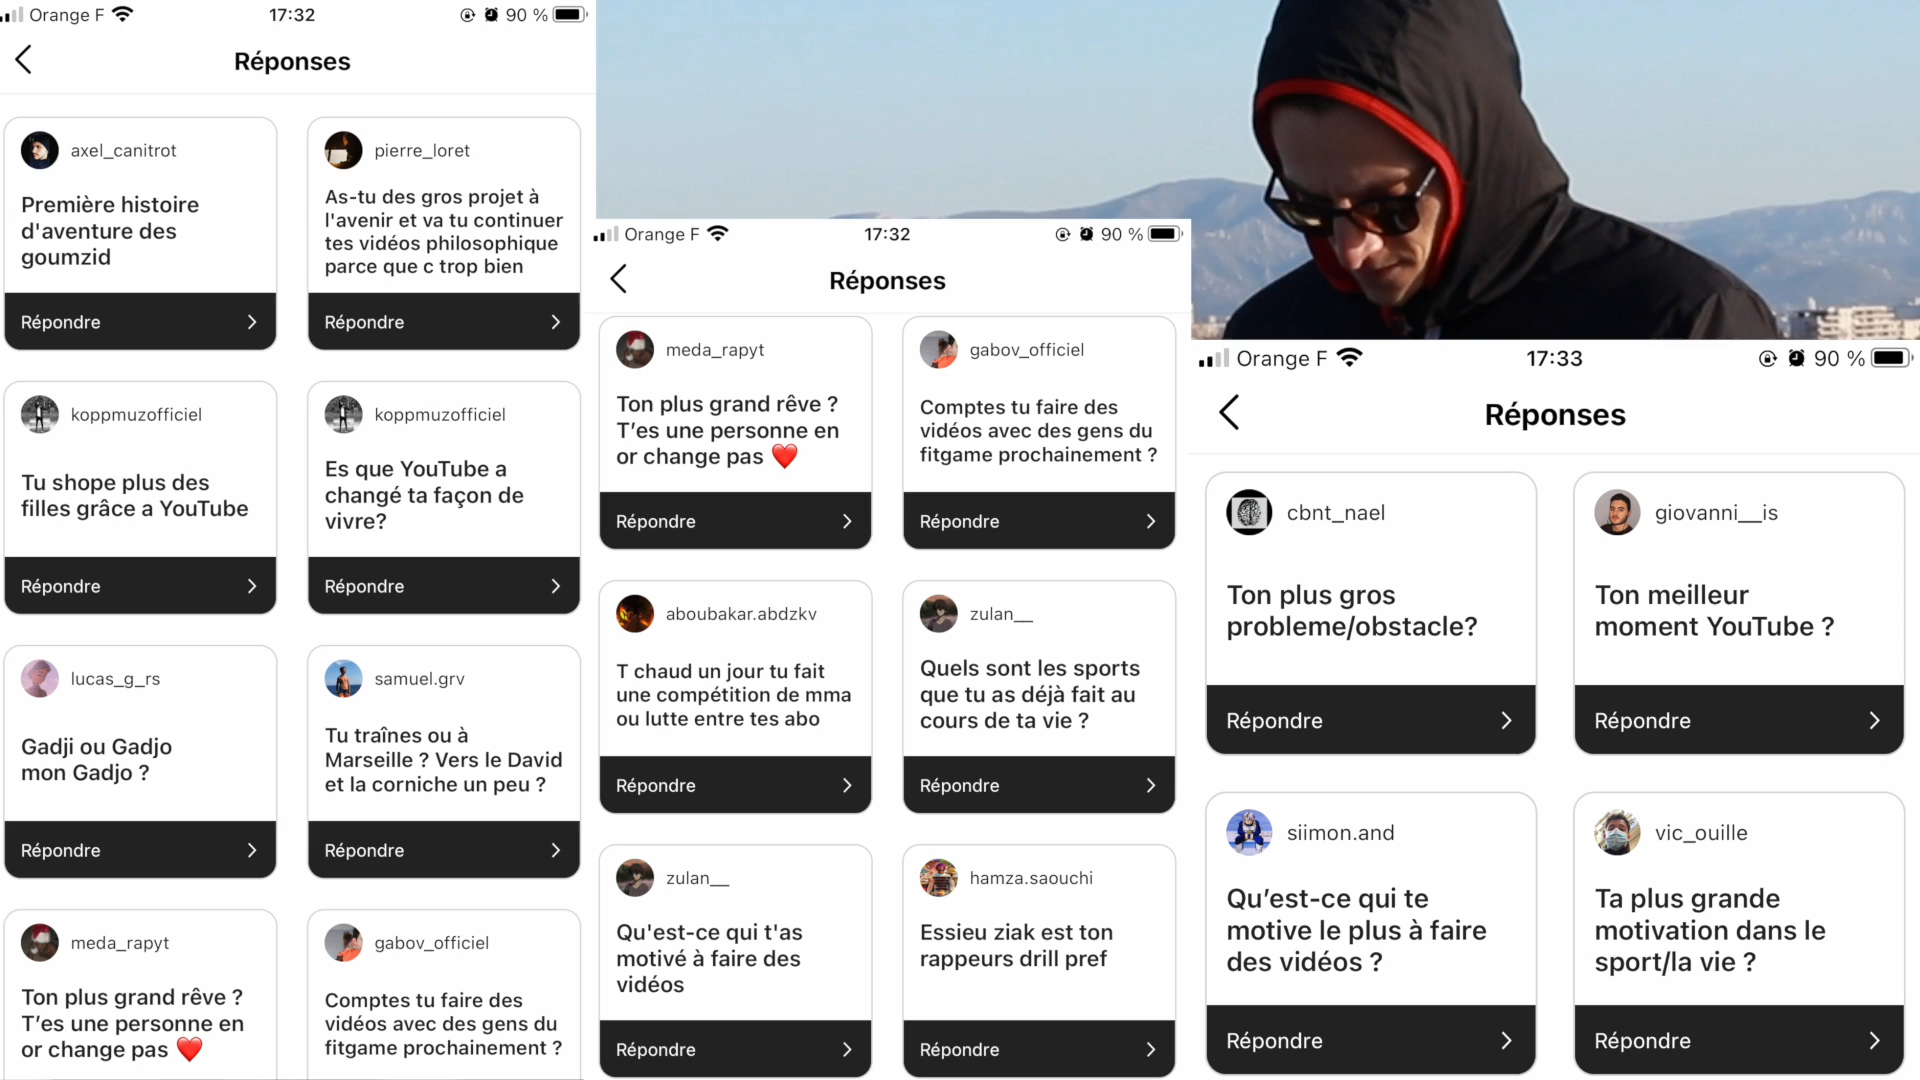 Orange F
17:32
90 %
Réponses
axel_canitrot
Première histoire
d'aventure des
goumzid
Répondre
pierre_loret
As-tu des gros projet à
l'avenir et va tu continuer
tes vidéos philosophique
parce que c trop bien
Répondre
koppmuzofficiel
Tu shope plus des
filles grâce a YouTube
Répondre
koppmuzofficiel
Es que YouTube a
changé ta façon de
vivre?
Répondre
lucas_g_rs
Gadji ou Gadjo
mon Gadjo ?
Répondre
samuel.grv
Tu traînes ou à
Marseille ? Vers le David
et la corniche un peu ?
Répondre
meda_rapyt
Ton plus grand rêve ?
T’es une personne en
or change pas ❤️
gabov_officiel
Comptes tu faire des
vidéos avec des gens du
fitgame prochainement ?
Orange F
17:32
90 %
Réponses
meda_rapyt
Ton plus grand rêve ?
T’es une personne en
or change pas ❤️
Répondre
gabov_officiel
Comptes tu faire des
vidéos avec des gens du
fitgame prochainement ?
Répondre
aboubakar.abdzkv
T chaud un jour tu fait
une compétition de mma
ou lutte entre tes abo
Répondre
zulan__
Quels sont les sports
que tu as déjà fait au
cours de ta vie ?
Répondre
zulan__
Qu'est-ce qui t'as
motivé à faire des
vidéos
Répondre
hamza.saouchi
Essieu ziak est ton
rappeurs drill pref
Répondre
Orange F
17:33
90 %
Réponses
cbnt_nael
Ton plus gros
probleme/obstacle?
Répondre
giovanni__is
Ton meilleur
moment YouTube ?
Répondre
siimon.and
Qu’est-ce qui te
motive le plus à faire
des vidéos ?
Répondre
vic_ouille
Ta plus grande
motivation dans le
sport/la vie ?
Répondre